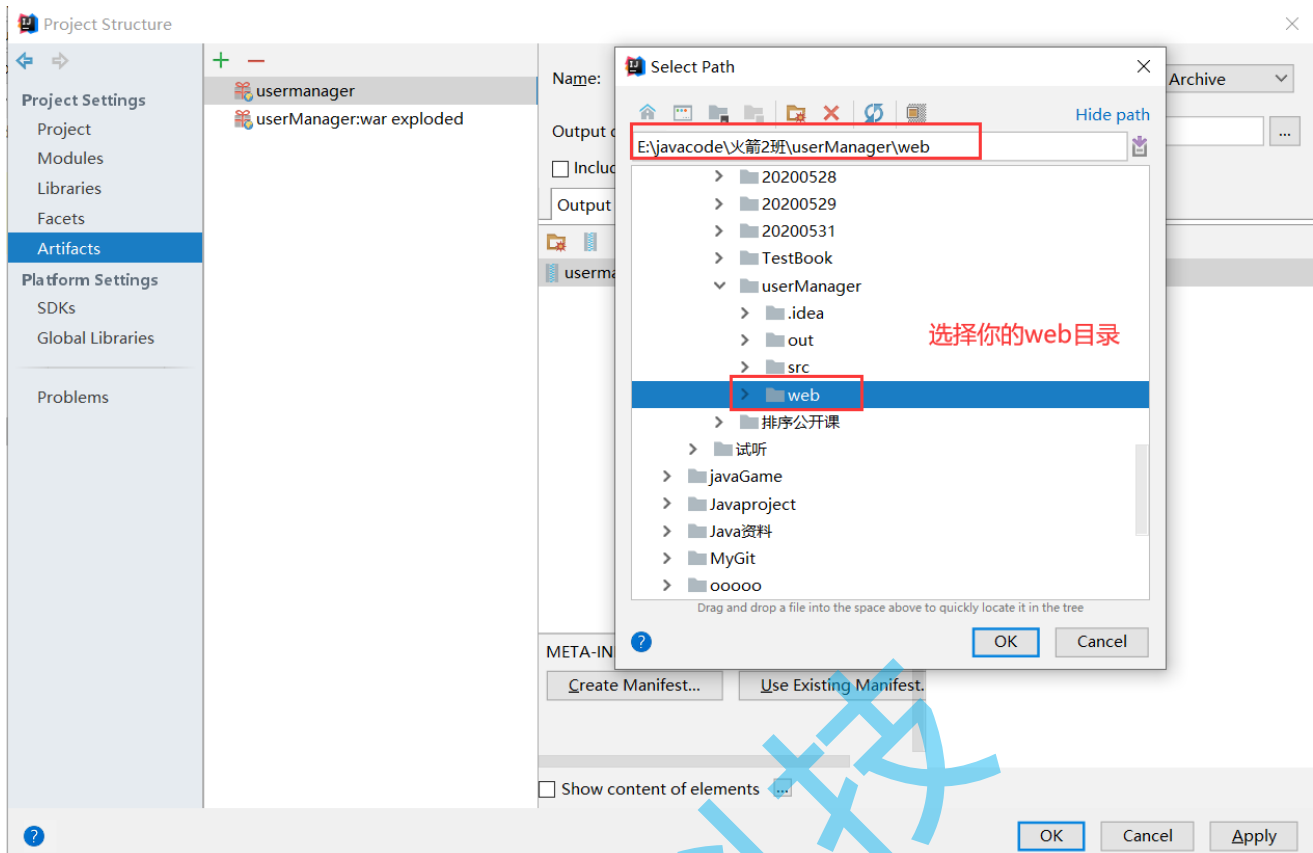 Project Structure
Project Settings
Project
Modules
Libraries
Facets
Artifacts
Platform Settings
SDKs
Global Libraries
Problems
usermanager
userManager:war exploded
Name:
Archive
Output
...
Output
META-IN
Create Manifest...
Use Existing Manifest.
Show content of elements
...
Select Path
Hide path
E:\javacode\火箭2班\userManager\web
20200528
20200529
20200531
TestBook
userManager
.idea
out
src
web
排序公开课
试听
javaGame
Javaproject
Java资料
MyGit
ooooo
选择你的web目录
Drag and drop a file into the space above to quickly locate it in the tree
?
OK
Cancel
?
OK
Cancel
Apply
技